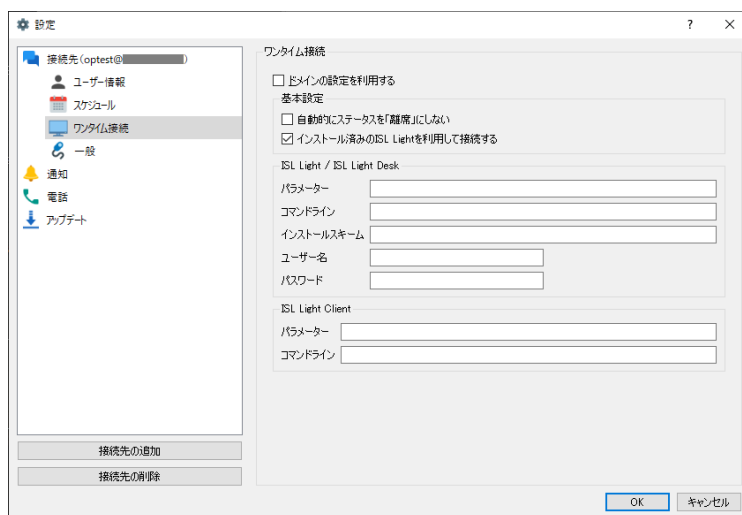 設定
接続先(optest@ )
ユーザー情報
スケジュール
ワンタイム接続
一般
通知
電話
アップデート
接続先の追加
接続先の削除
ワンタイム接続
ドメインの設定を利用する
基本設定
自動的にステータスを「離席」にしない
インストール済みのISL Lightを利用して接続する
ISL Light / ISL Light Desk
パラメーター
コマンドライン
インストールスキーム
ユーザー名
パスワード
ISL Light Client
パラメーター
コマンドライン
OK キャンセル